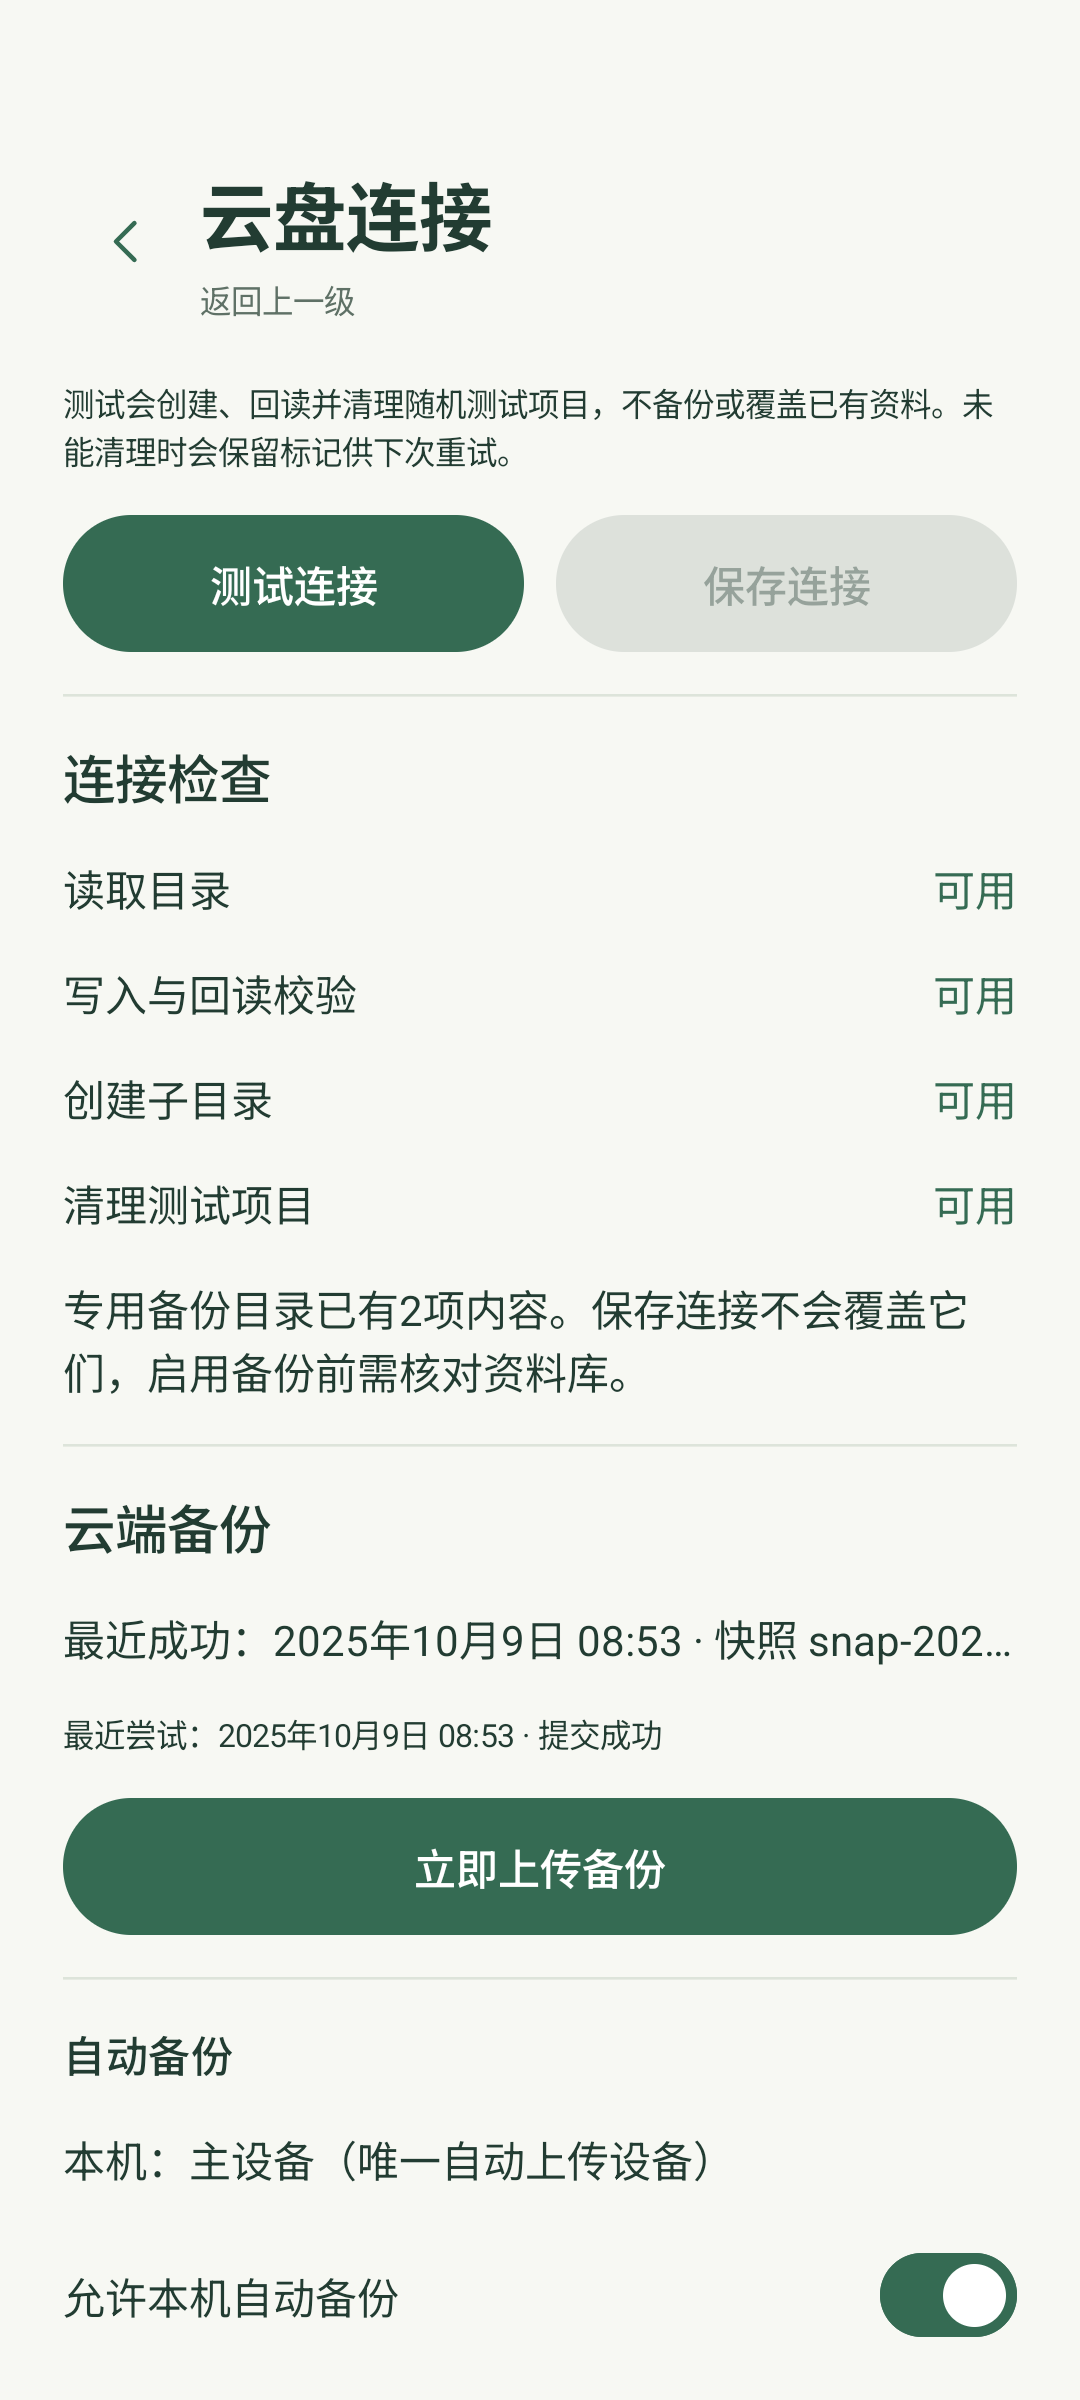 云盘连接
返回上一级
测试会创建、回读并清理随机测试项目，不备份或覆盖已有资料。未
能清理时会保留标记供下次重试。
测试连接
保存连接
连接检查
读取目录
可用
写入与回读校验
可用
创建子目录
可用
清理测试项目
可用
专用备份目录已有2项内容。保存连接不会覆盖它
们，启用备份前需核对资料库。
云端备份
最近成功：2025年10月9日 08:53 · 快照 snap-202…
最近尝试：2025年10月9日 08:53 · 提交成功
立即上传备份
自动备份
本机：主设备（唯一自动上传设备）
允许本机自动备份